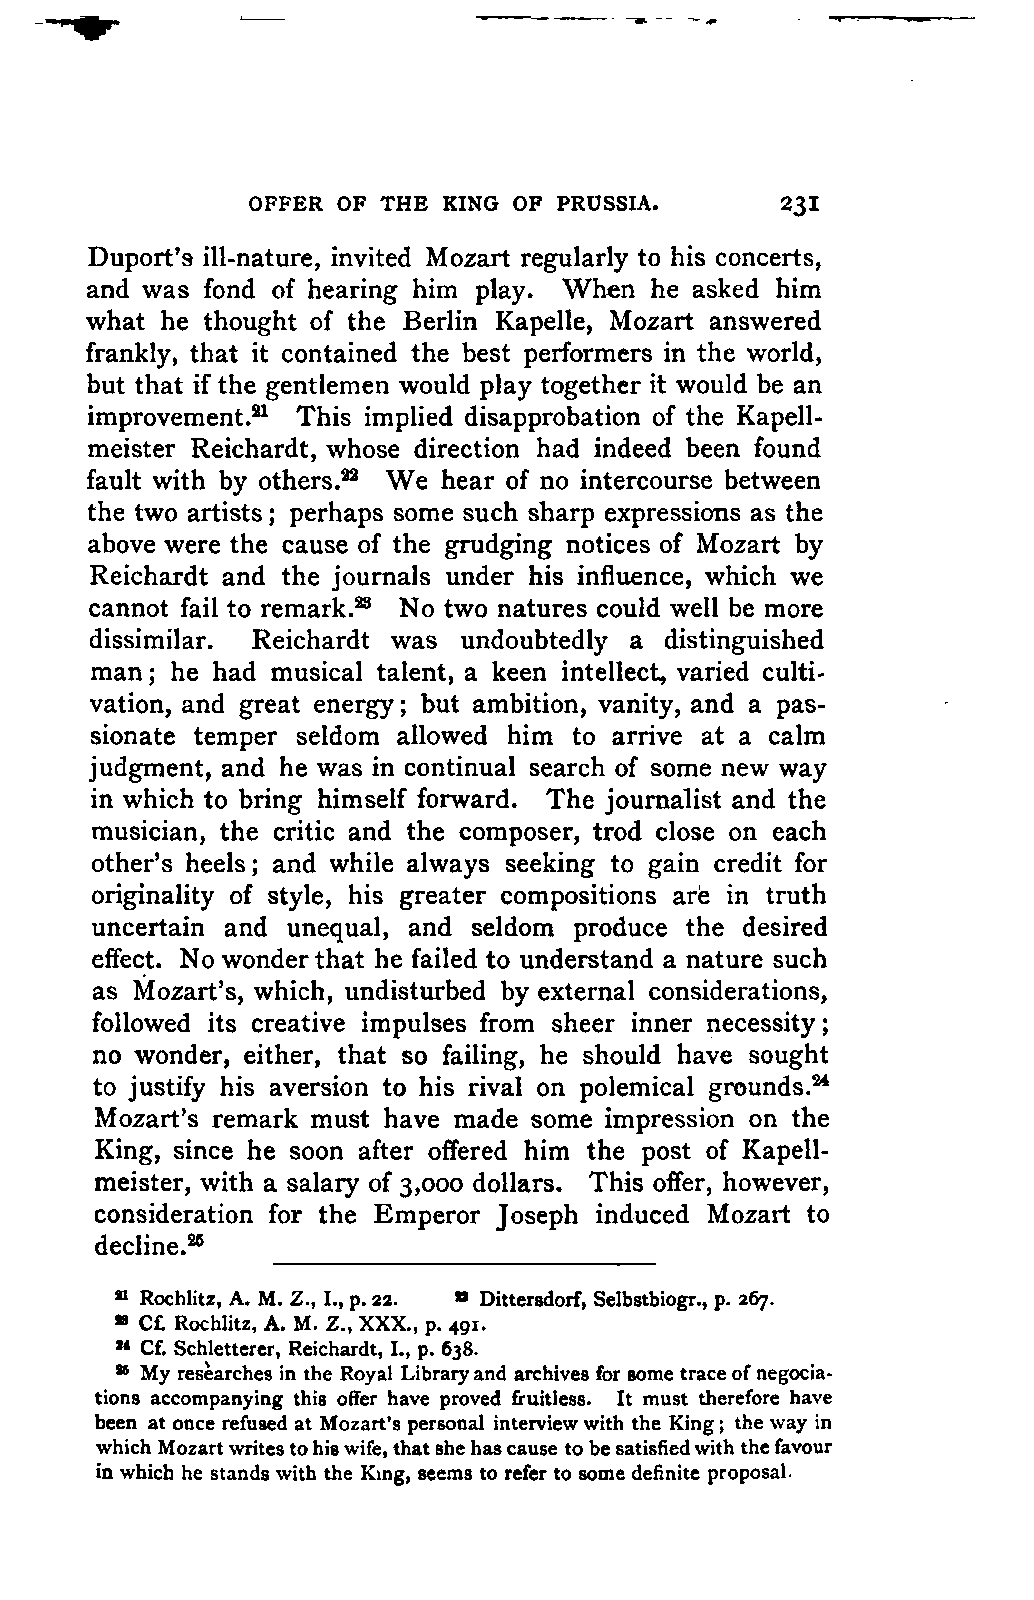 OFFER OF THE KING OF PRUSSIA. 231
Duport's ill-nature, invited Mozart regularly to his concerts,
and was fond of hearing him play. When he asked him
what he thought of the Berlin Kapelle, Mozart answered
frankly, that it contained the best performers in the world,
but that if the gentlemen would play together it would be an
improvement.²¹ This implied disapprobation of the Kapell-
meister Reichardt, whose direction had indeed been found
fault with by others.²² We hear of no intercourse between
the two artists; perhaps some such sharp expressions as the
above were the cause of the grudging notices of Mozart by
Reichardt and the journals under his influence, which we
cannot fail to remark.²³ No two natures could well be more
dissimilar. Reichardt was undoubtedly a distinguished
man; he had musical talent, a keen intellect, varied culti-
vation, and great energy; but ambition, vanity, and a pas-
sionate temper seldom allowed him to arrive at a calm
judgment, and he was in continual search of some new way
in which to bring himself forward. The journalist and the
musician, the critic and the composer, trod close on each
other's heels; and while always seeking to gain credit for
originality of style, his greater compositions are in truth
uncertain and unequal, and seldom produce the desired
effect. No wonder that he failed to understand a nature such
as Mozart's, which, undisturbed by external considerations,
followed its creative impulses from sheer inner necessity;
no wonder, either, that so failing, he should have sought
to justify his aversion to his rival on polemical grounds.²⁴
Mozart's remark must have made some impression on the
King, since he soon after offered him the post of Kapell-
meister, with a salary of 3,000 dollars. This offer, however,
consideration for the Emperor Joseph induced Mozart to
decline.²⁵
²¹ Rochlitz, A. M. Z., I., p. 22. ²² Dittersdorf, Selbstbiogr., p. 267.
²³ Cf. Rochlitz, A. M. Z., XXX., p. 491.
²⁴ Cf. Schletterer, Reichardt, I., p. 638.
²⁵ My researches in the Royal Library and archives for some trace of negocia-
tions accompanying this offer have proved fruitless. It must therefore have
been at once refused at Mozart's personal interview with the King; the way in
which Mozart writes to his wife, that she has cause to be satisfied with the favour
in which he stands with the King, seems to refer to some definite proposal.